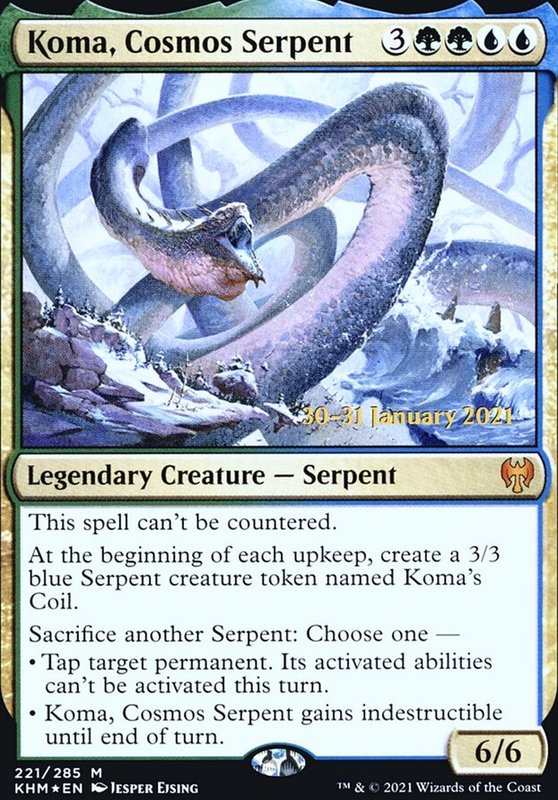 Koma, Cosmos Serpent 3
30–31 January 2021
Legendary Creature — Serpent
This spell can't be countered.
At the beginning of each upkeep, create a 3/3
blue Serpent creature token named Koma's
Coil.
Sacrifice another Serpent: Choose one —
• Tap target permanent. Its activated abilities
can't be activated this turn.
• Koma, Cosmos Serpent gains indestructible
until end of turn.
6/6
221/285 M
KHM★EN Jesper Eising
™ & © 2021 Wizards of the Coast